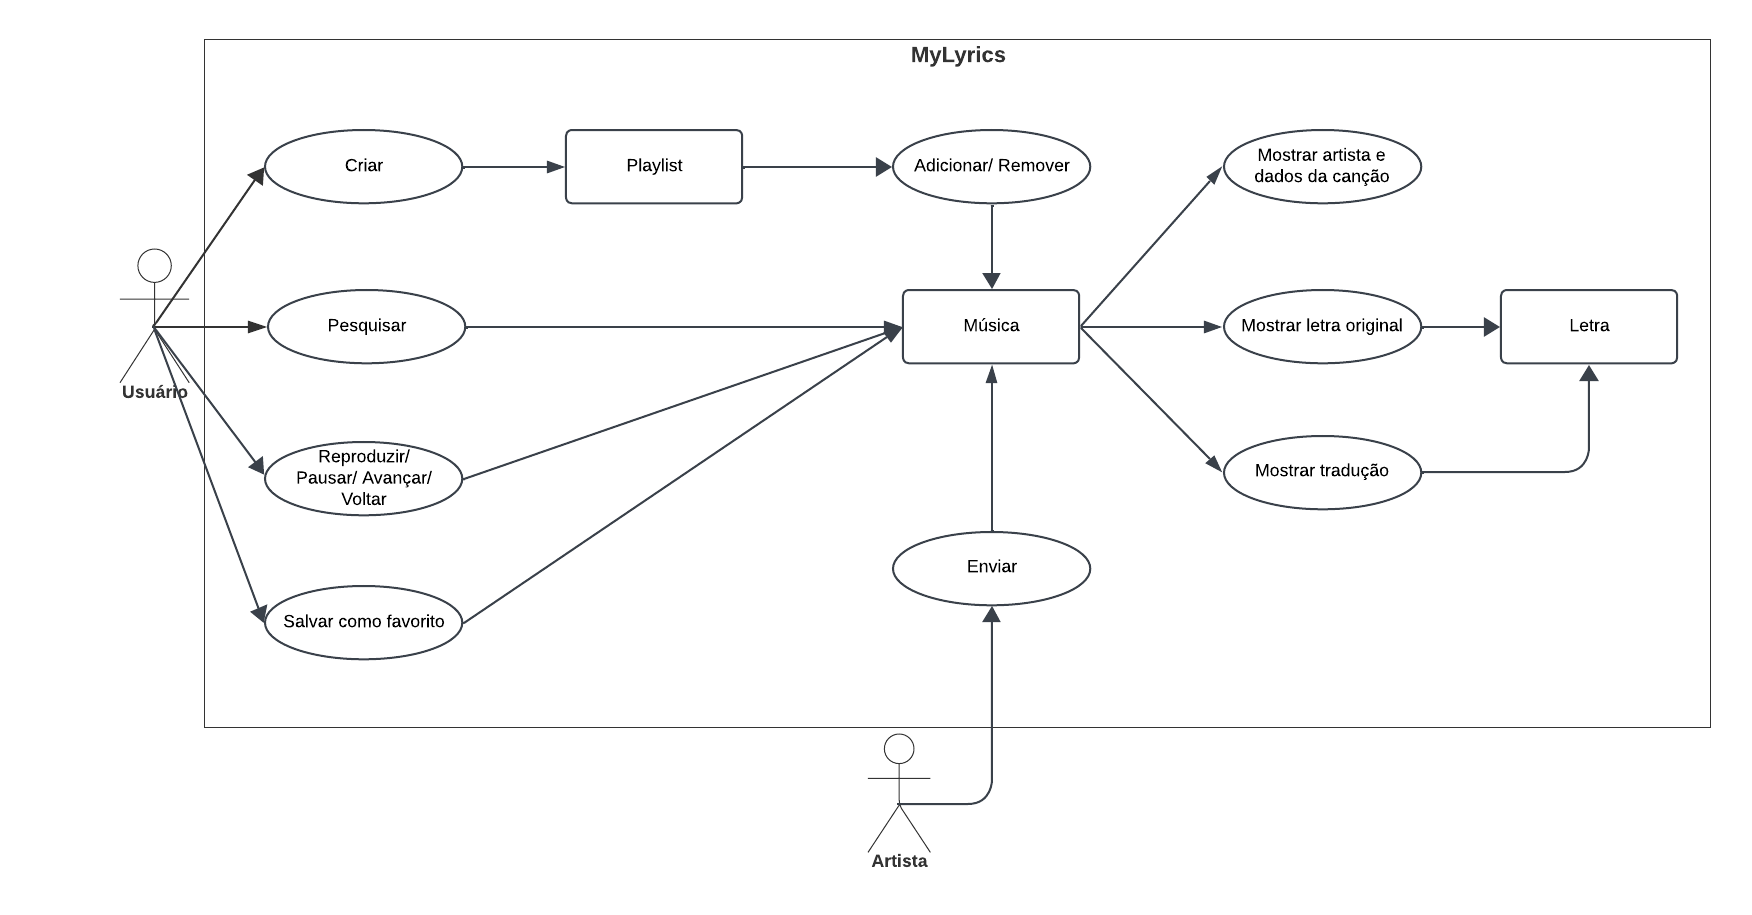 MyLyrics
Criar
Playlist
Adicionar/ Remover
Mostrar artista e
dados da canção
Pesquisar
Música
Mostrar letra original
Letra
Usuário
Reproduzir/
Pausar/ Avançar/
Voltar
Mostrar tradução
Enviar
Salvar como favorito
Artista